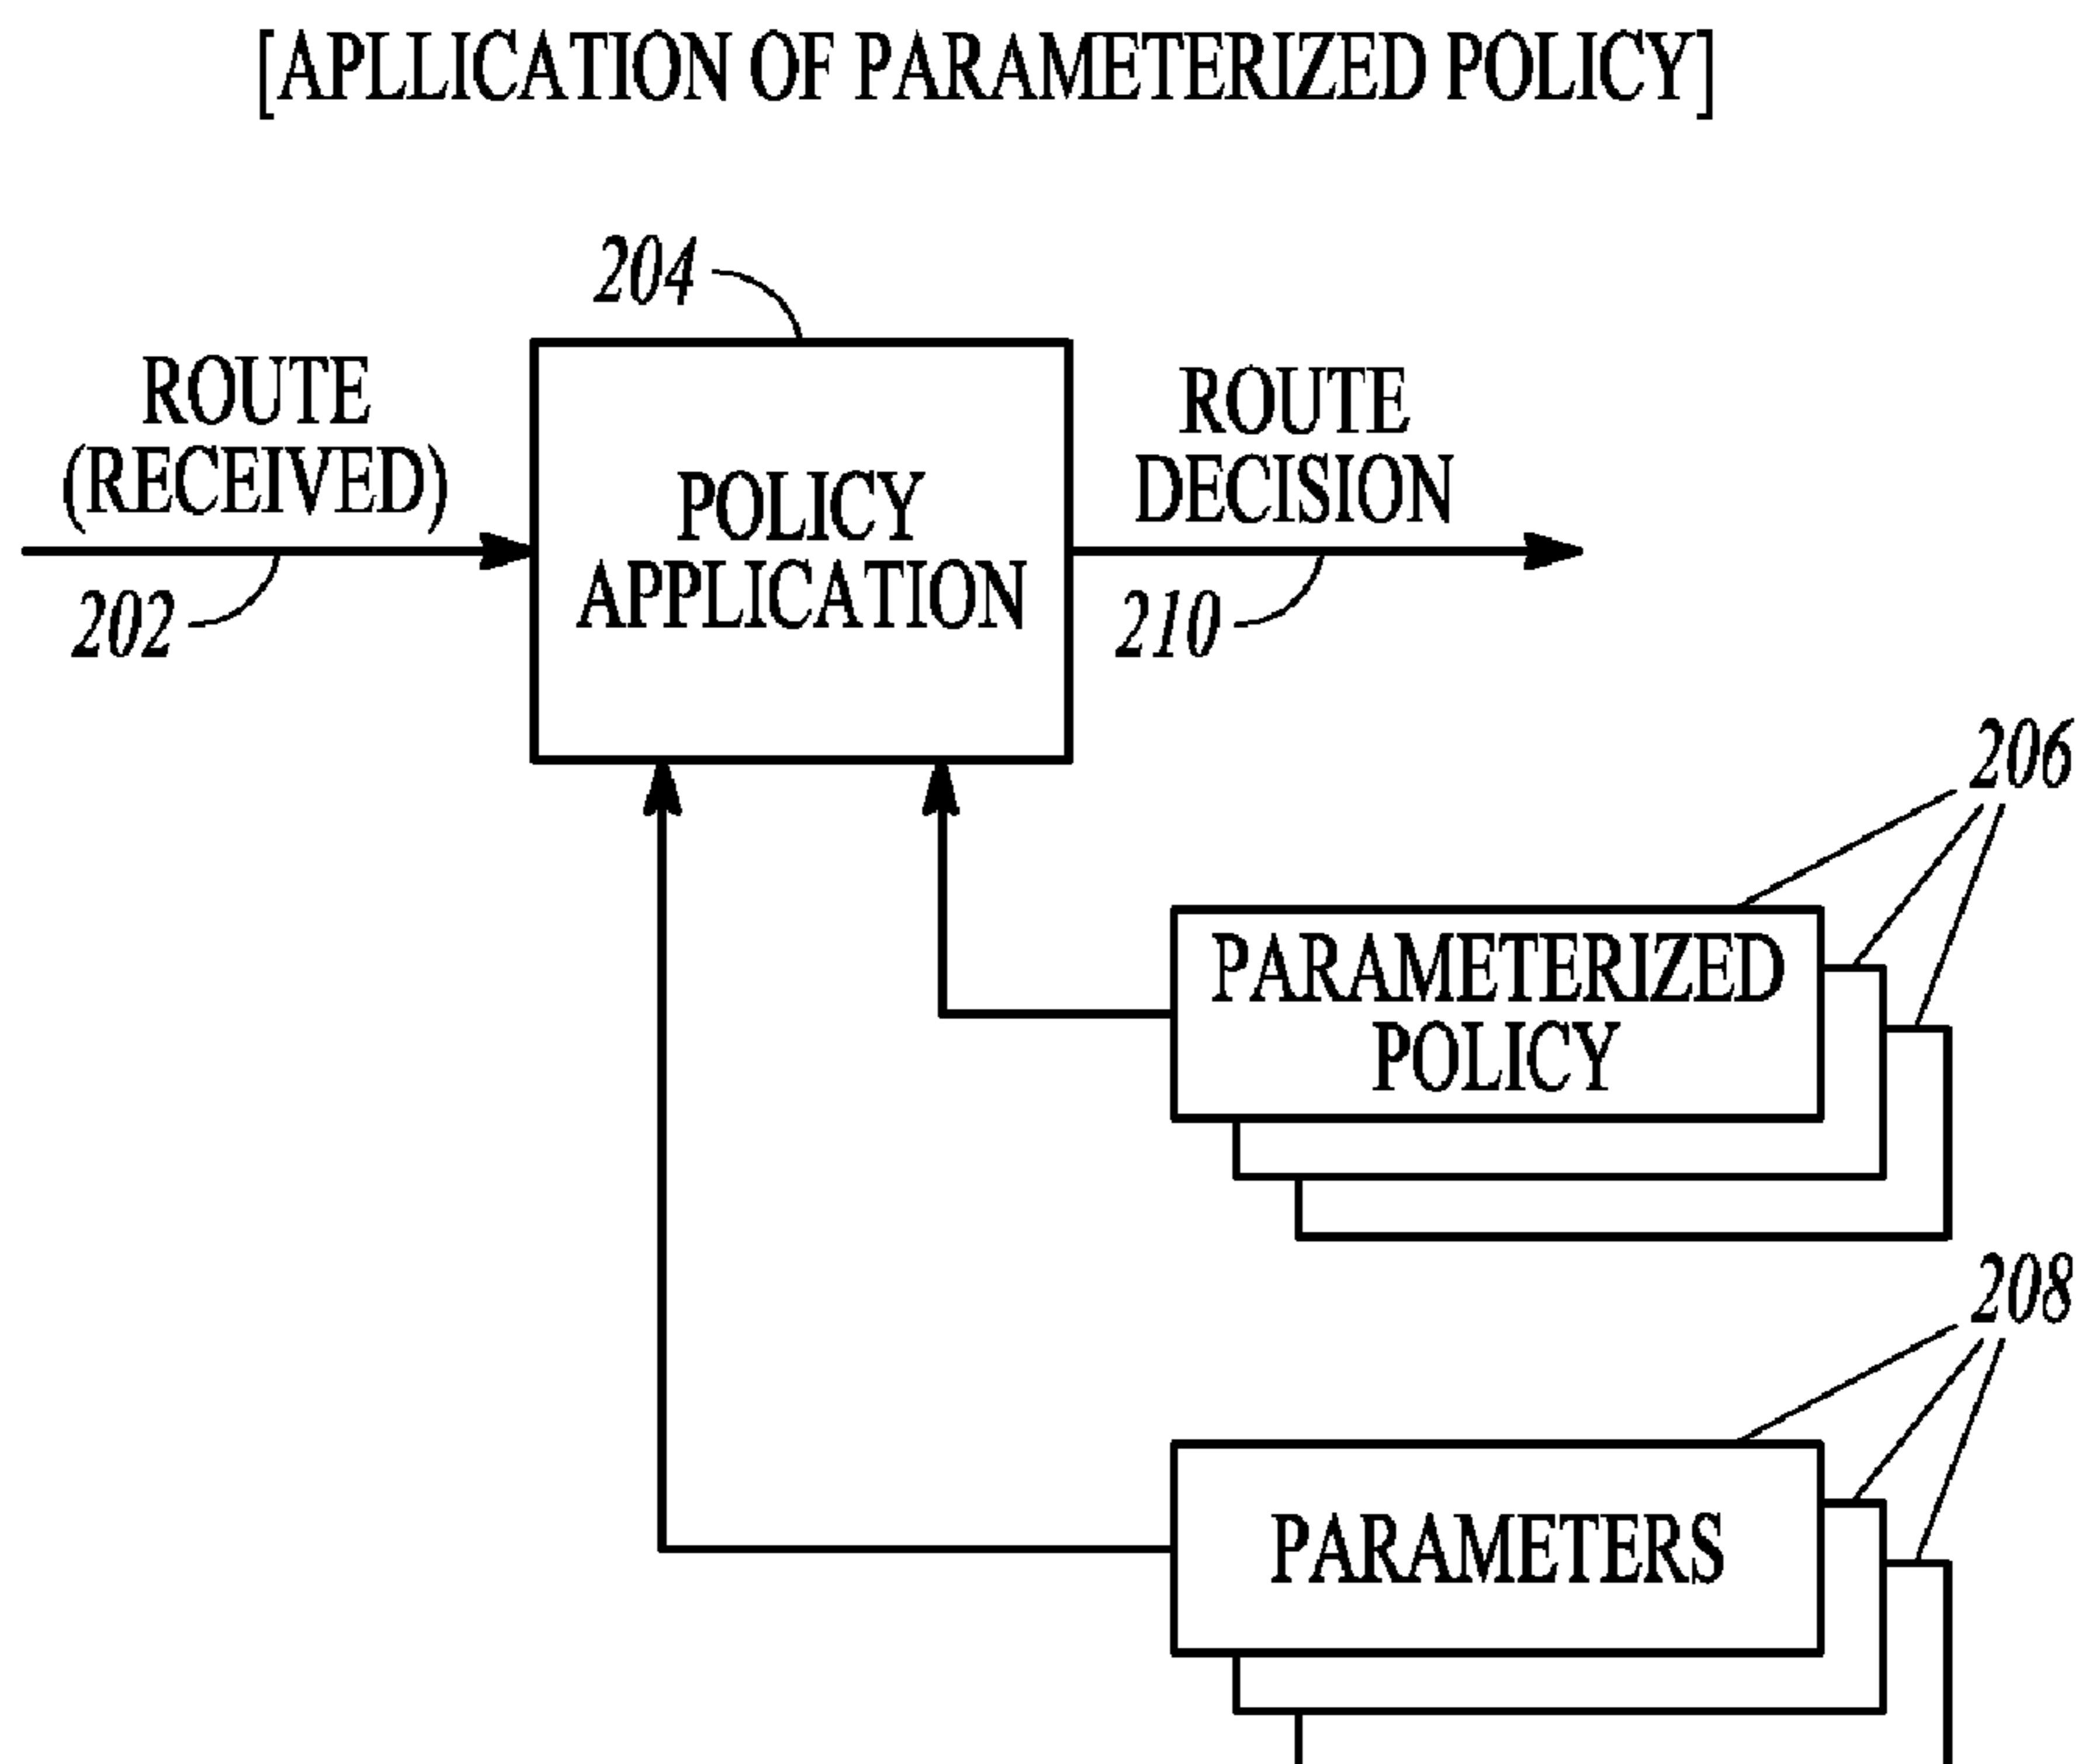 [APLLICATION OF PARAMETERIZED POLICY]
204
ROUTE
(RECEIVED)
202
POLICY
APPLICATION
ROUTE
DECISION
210
206
PARAMETERIZED
POLICY
208
PARAMETERS